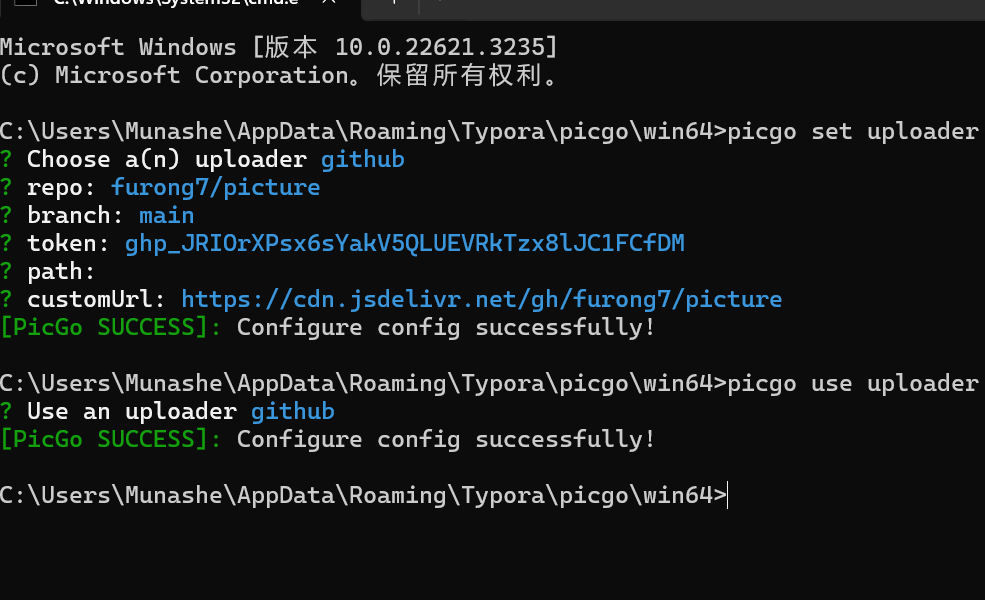 Microsoft Windows [版本 10.0.22621.3235]
(c) Microsoft Corporation。保留所有权利。
C:\Users\Munashe\AppData\Roaming\Typora\picgo\win64>picgo set uploader
? Choose a(n) uploader github
? repo: furong7/picture
? branch: main
? token: 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
? path:
? customUrl: https://cdn.jsdelivr.net/gh/furong7/picture
[PicGo SUCCESS]: Configure config successfully!
C:\Users\Munashe\AppData\Roaming\Typora\picgo\win64>picgo use uploader
? Use an uploader github
[PicGo SUCCESS]: Configure config successfully!
C:\Users\Munashe\AppData\Roaming\Typora\picgo\win64>